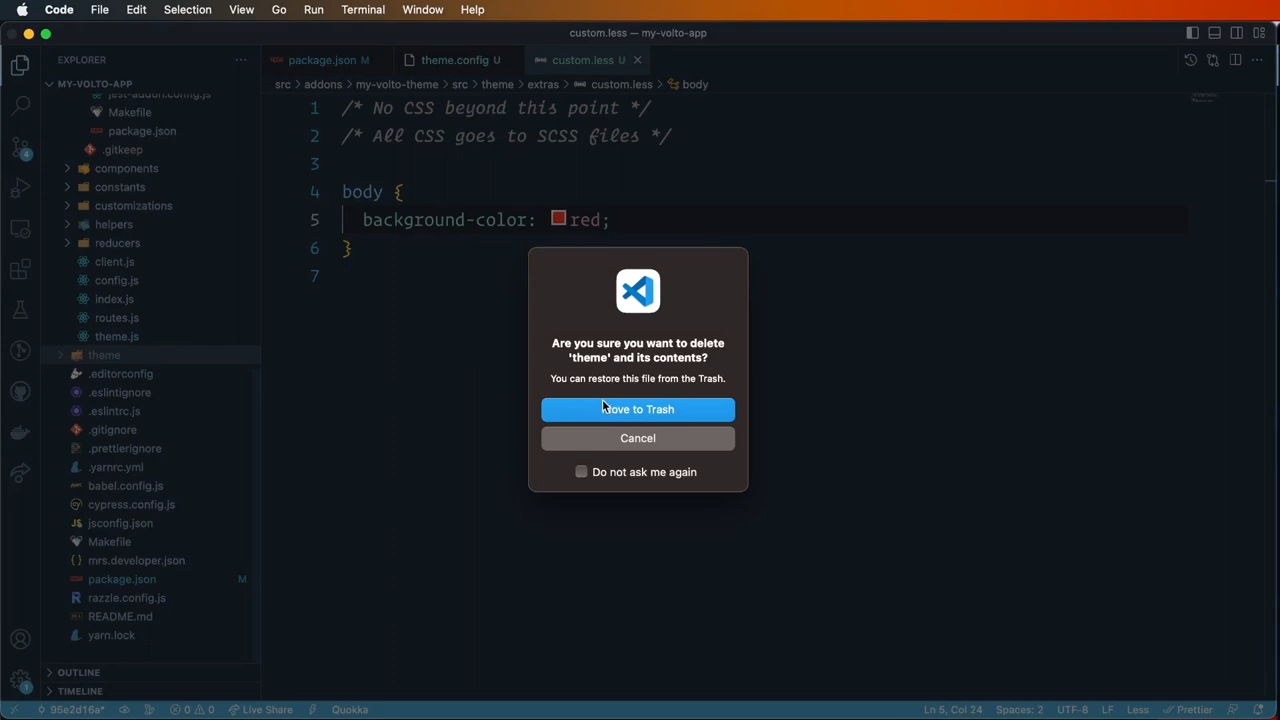 Code File Edit Selection View Go Run Terminal Window Help
custom.less — my-volto-app
EXPLORER
package.json M
theme.config U
custom.less U
MY-VOLTO-APP
src > addons > my-volto-theme > src > theme > extras > custom.less > body
jest-addon.config.js
Makefile
package.json
.gitkeep
components
constants
customizations
helpers
reducers
client.js
config.js
index.js
routes.js
theme.js
theme
.editorconfig
.eslintignore
.eslintrc.js
.gitignore
.prettierignore
.yarnrc.yml
babel.config.js
cypress.config.js
jsconfig.json
Makefile
mrs.developer.json
package.json M
razzle.config.js
README.md
yarn.lock
OUTLINE
TIMELINE
4
1
1 /* No CSS beyond this point */
2 /* All CSS goes to SCSS files */
3
4 body {
5 background-color: red;
6 }
7
Are you sure you want to delete
'theme' and its contents?
You can restore this file from the Trash.
Move to Trash
Cancel
Do not ask me again
95e2d16a* 0 0 Live Share Quokka Ln 5, Col 24 Spaces: 2 UTF-8 LF Less Prettier